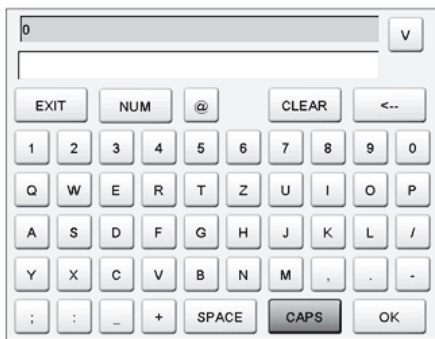 0
V
EXIT NUM @ CLEAR <--
1 2 3 4 5 6 7 8 9 0
Q W E R T Z U I O P
A S D F G H J K L /
Y X C V B N M , . -
; : _ + SPACE CAPS OK